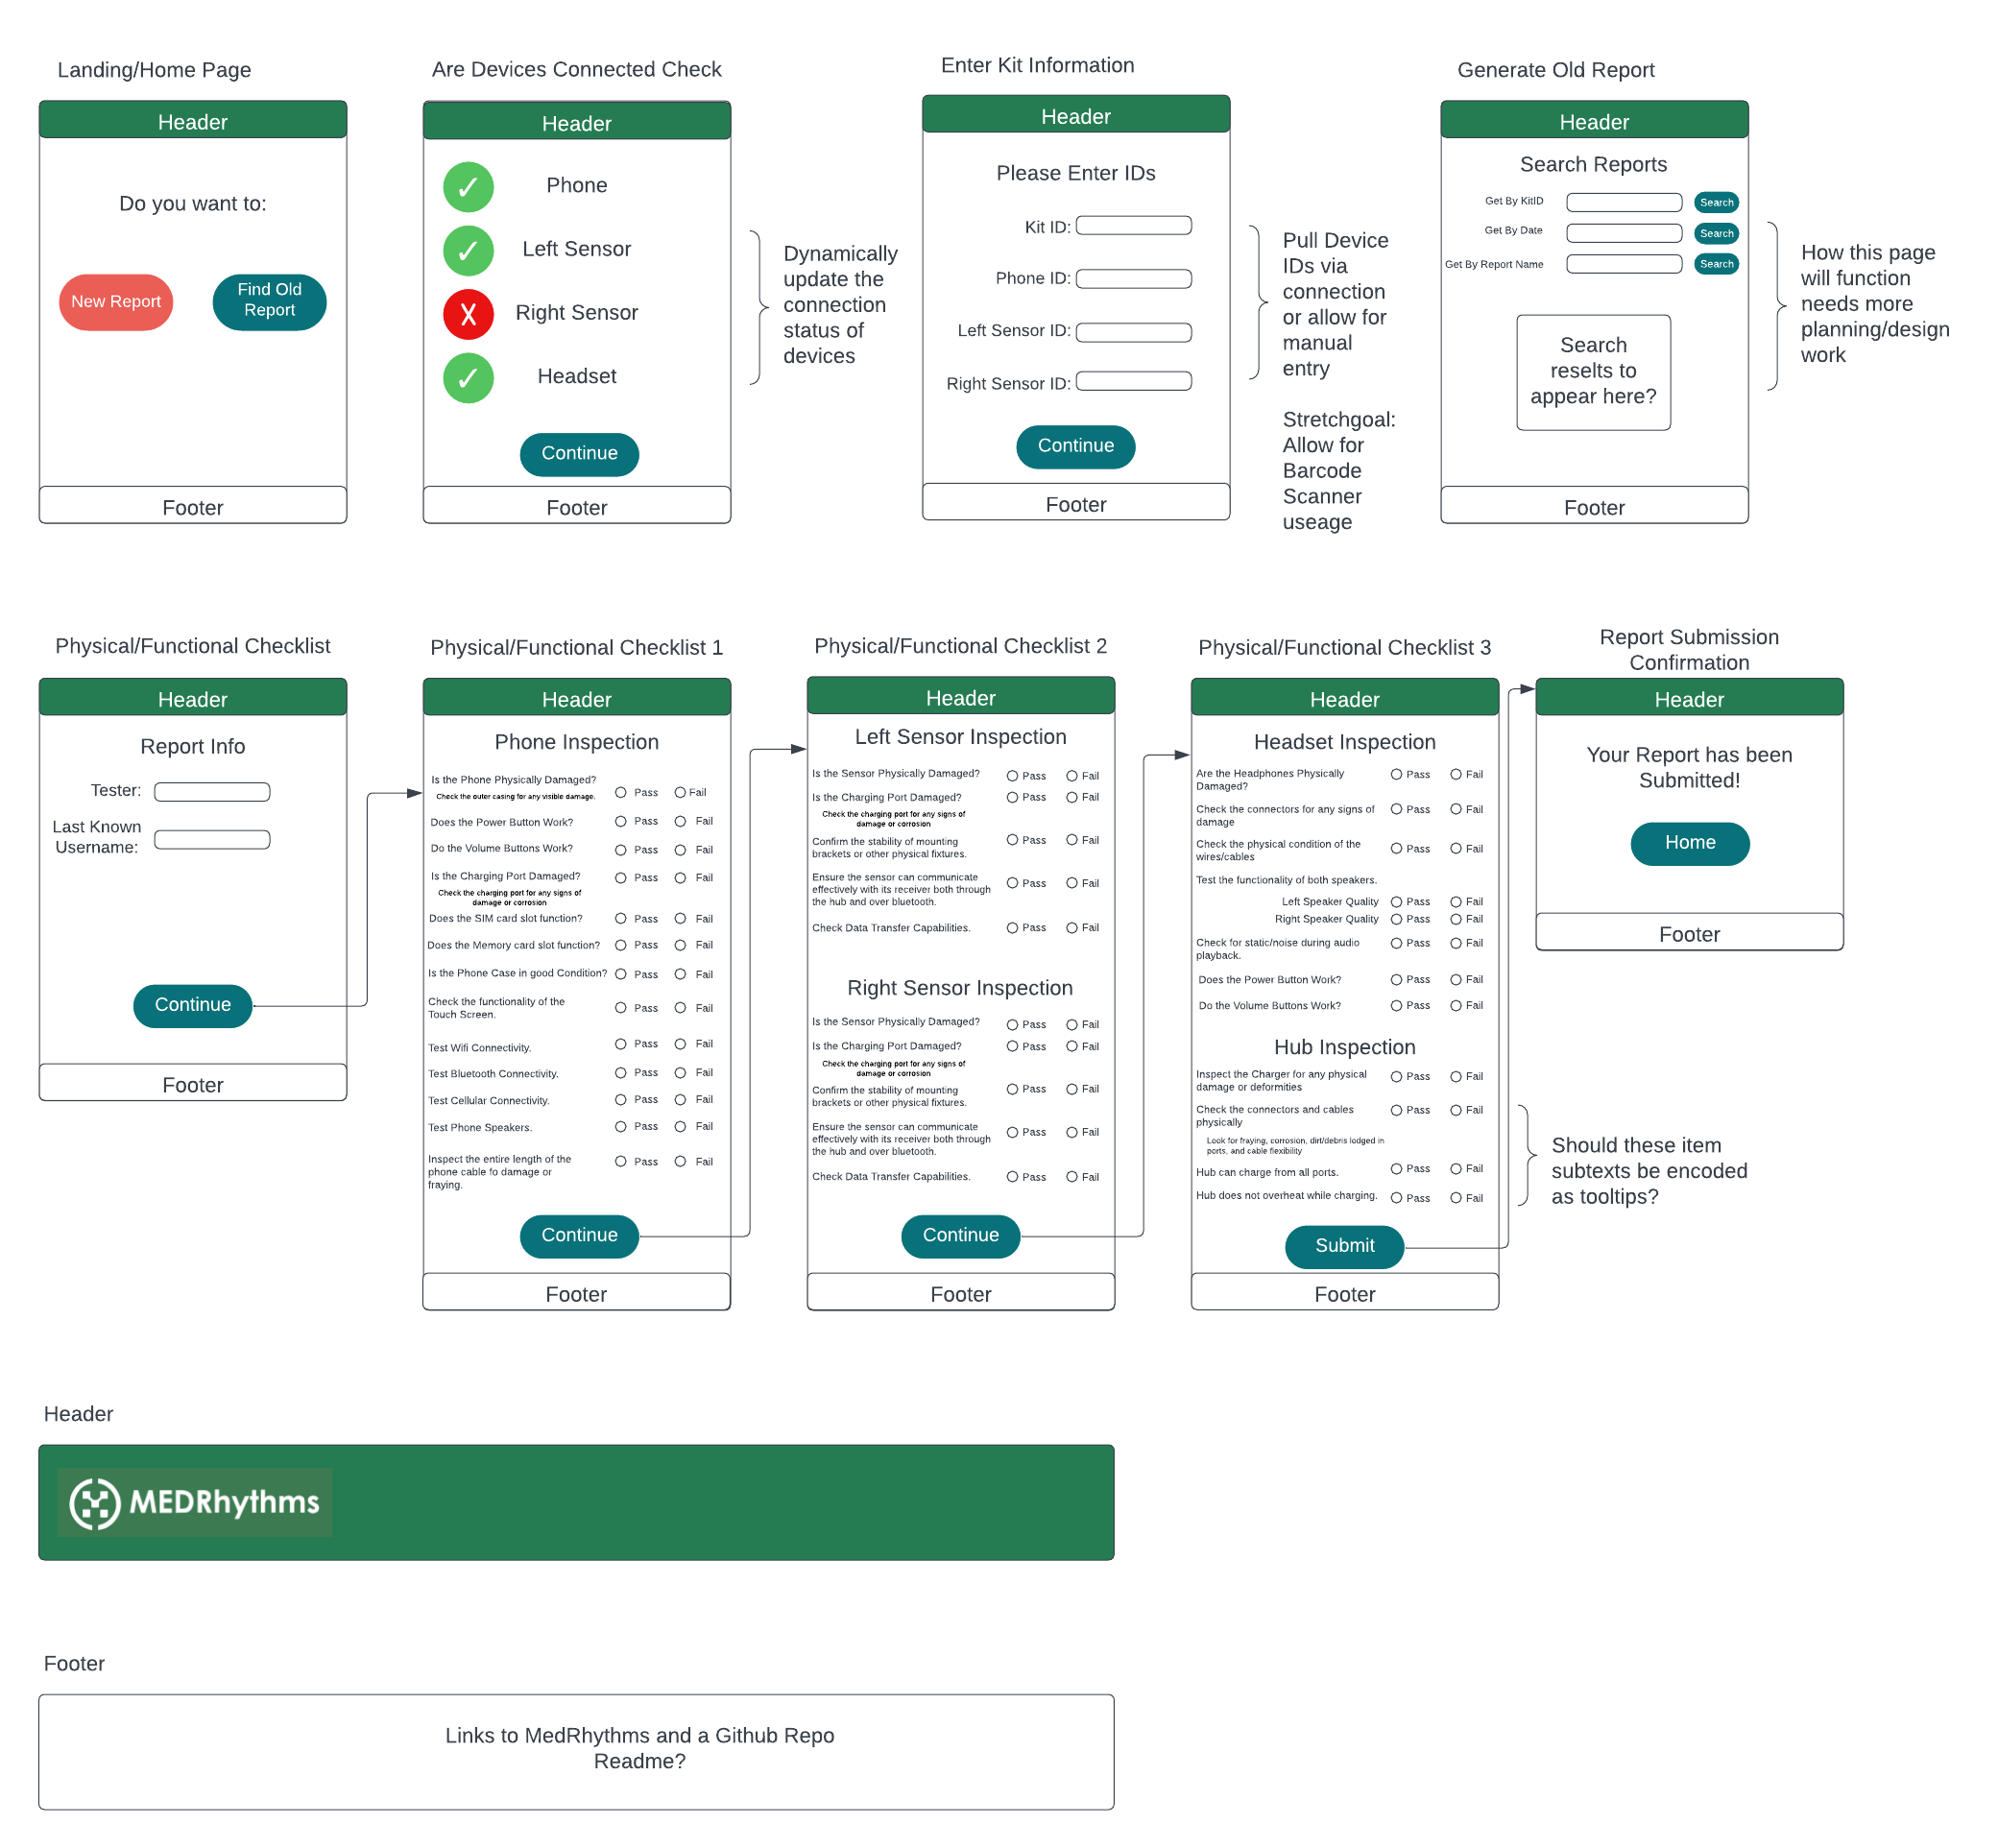 Landing/Home Page
Header
Do you want to:
New Report
Find Old
Report
Footer
Are Devices Connected Check
Header
✓ Phone
✓ Left Sensor
X Right Sensor
✓ Headset
Continue
Footer
Dynamically
update the
connection
status of
devices
Enter Kit Information
Header
Please Enter IDs
Kit ID:
Phone ID:
Left Sensor ID:
Right Sensor ID:
Continue
Footer
Pull Device
IDs via
connection
or allow for
manual
entry
Stretchgoal:
Allow for
Barcode
Scanner
useage
Generate Old Report
Header
Search Reports
Get By KitID Search
Get By Date Search
Get By Report Name Search
Search
reselts to
appear here?
Footer
How this page
will function
needs more
planning/design
work
Physical/Functional Checklist
Header
Report Info
Tester:
Last Known
Username:
Continue
Footer
Physical/Functional Checklist 1
Header
Phone Inspection
Is the Phone Physically Damaged?
Check the outer casing for any visible damage. Pass Fail
Does the Power Button Work? Pass Fail
Do the Volume Buttons Work? Pass Fail
Is the Charging Port Damaged? Pass Fail
Check the charging port for any signs of
damage or corrosion
Does the SIM card slot function? Pass Fail
Does the Memory card slot function? Pass Fail
Is the Phone Case in good Condition? Pass Fail
Check the functionality of the
Touch Screen. Pass Fail
Test Wifi Connectivity. Pass Fail
Test Bluetooth Connectivity. Pass Fail
Test Cellular Connectivity. Pass Fail
Test Phone Speakers. Pass Fail
Inspect the entire length of the Pass Fail
phone cable fo damage or
fraying.
Continue
Footer
Physical/Functional Checklist 2
Header
Left Sensor Inspection
Is the Sensor Physically Damaged? Pass Fail
Is the Charging Port Damaged? Pass Fail
Check the charging port for any signs of
damage or corrosion
Confirm the stability of mounting Pass Fail
brackets or other physical fixtures.
Ensure the sensor can communicate Pass Fail
effectively with its receiver both through
the hub and over bluetooth.
Check Data Transfer Capabilities. Pass Fail
Right Sensor Inspection
Is the Sensor Physically Damaged? Pass Fail
Is the Charging Port Damaged? Pass Fail
Check the charging port for any signs of
damage or corrosion
Confirm the stability of mounting Pass Fail
brackets or other physical fixtures.
Ensure the sensor can communicate Pass Fail
effectively with its receiver both through
the hub and over bluetooth.
Check Data Transfer Capabilities. Pass Fail
Continue
Footer
Physical/Functional Checklist 3
Header
Headset Inspection
Are the Headphones Physically Pass Fail
Damaged?
Check the connectors for any signs of Pass Fail
damage
Check the physical condition of the Pass Fail
wires/cables
Test the functionality of both speakers.
Left Speaker Quality Pass Fail
Right Speaker Quality Pass Fail
Check for static/noise during audio Pass Fail
playback.
Does the Power Button Work? Pass Fail
Do the Volume Buttons Work? Pass Fail
Hub Inspection
Inspect the Charger for any physical Pass Fail
damage or deformities
Check the connectors and cables Pass Fail
physically
Look for fraying, corrosion, dirt/debris lodged in
ports, and cable flexibility
Hub can charge from all ports. Pass Fail
Hub does not overheat while charging. Pass Fail
Submit
Footer
Should these item
subtexts be encoded
as tooltips?
Report Submission
Confirmation
Header
Your Report has been
Submitted!
Home
Footer
Header
MEDRhythms
Footer
Links to MedRhythms and a Github Repo
Readme?